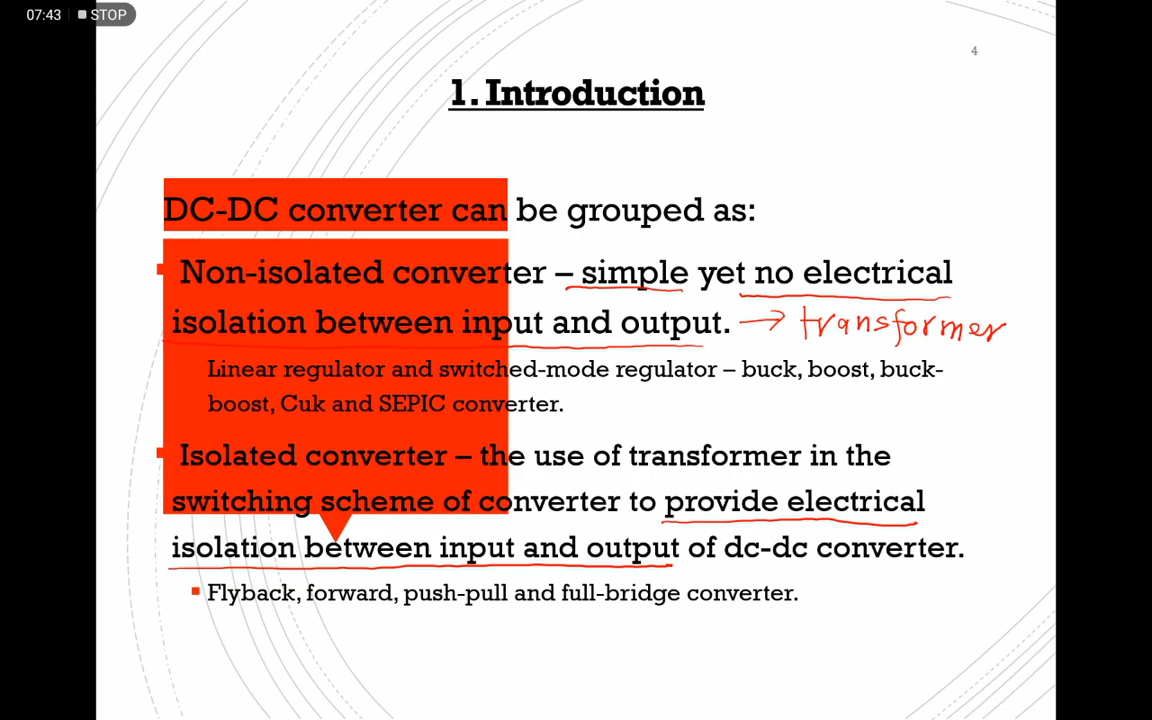 07:43 STOP
4
1. Introduction
DC-DC converter can be grouped as:
Non-isolated converter – simple yet no electrical
isolation between input and output. → transformer
Linear regulator and switched-mode regulator – buck, boost, buck-
boost, Cuk and SEPIC converter.
Isolated converter – the use of transformer in the
switching scheme of converter to provide electrical
isolation between input and output of dc-dc converter.
Flyback, forward, push-pull and full-bridge converter.